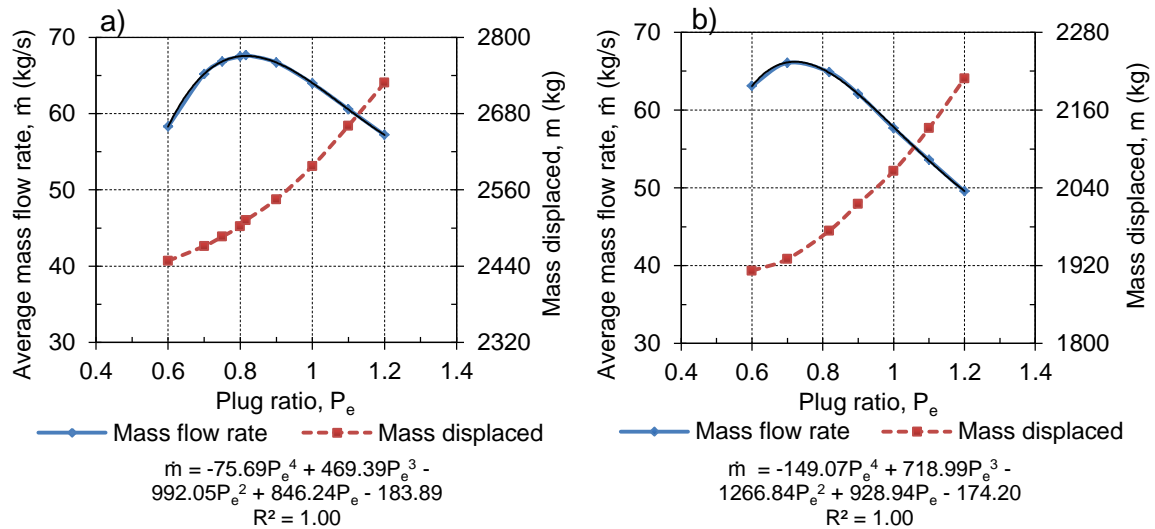 a)
Average mass flow rate, ṁ (kg/s)
70
60
50
40
30
2800
2680
2560
2440
2320
Mass displaced, m (kg)
0.4 0.6 0.8 1 1.2 1.4
Plug ratio, Pₑ
Mass flow rate Mass displaced
ṁ = -75.69Pₑ⁴ + 469.39Pₑ³ -
992.05Pₑ² + 846.24Pₑ - 183.89
R² = 1.00
b)
Average mass flow rate, ṁ (kg/s)
70
60
50
40
30
2280
2160
2040
1920
1800
Mass displaced, m (kg)
0.4 0.6 0.8 1 1.2 1.4
Plug ratio, Pₑ
Mass flow rate Mass displaced
ṁ = -149.07Pₑ⁴ + 718.99Pₑ³ -
1266.84Pₑ² + 928.94Pₑ - 174.20
R² = 1.00